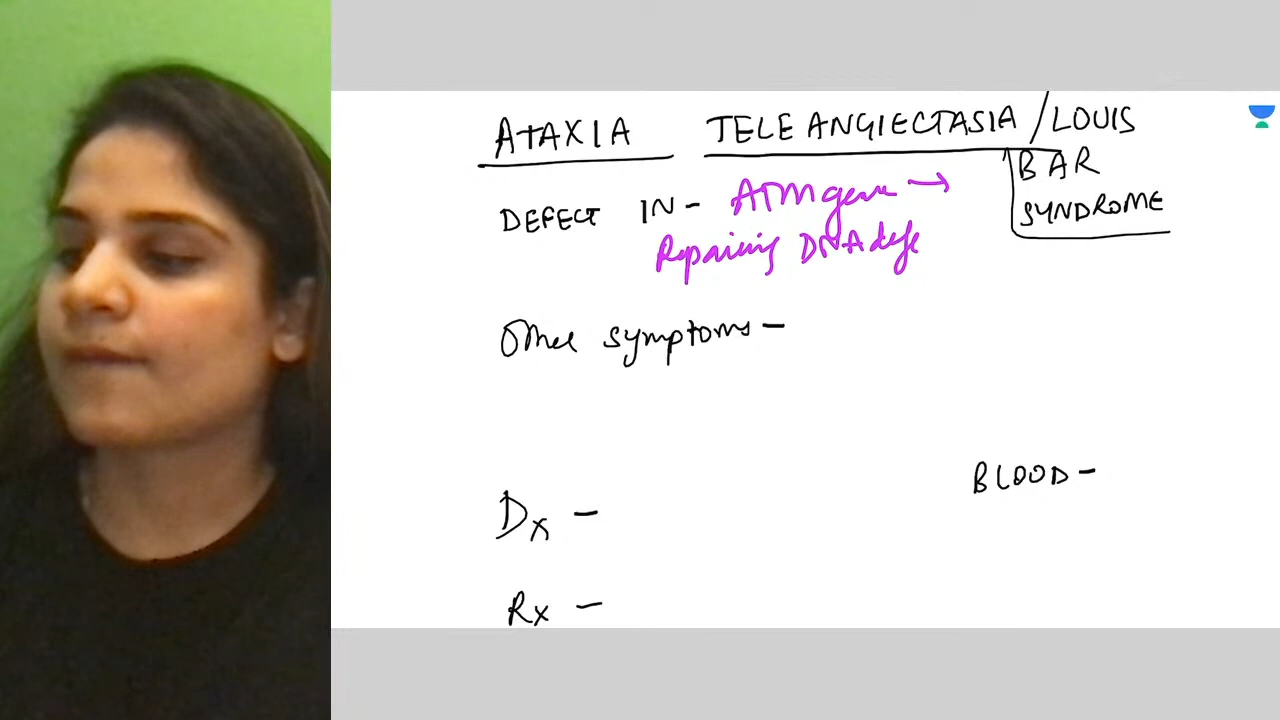 ATAXIA TELEANGIECTASIA / LOUIS
BAR
SYNDROME
DEFECT IN - ATM gene →
Repairing DNA defe
Other symptoms -
BLOOD -
Dx -
Rx -